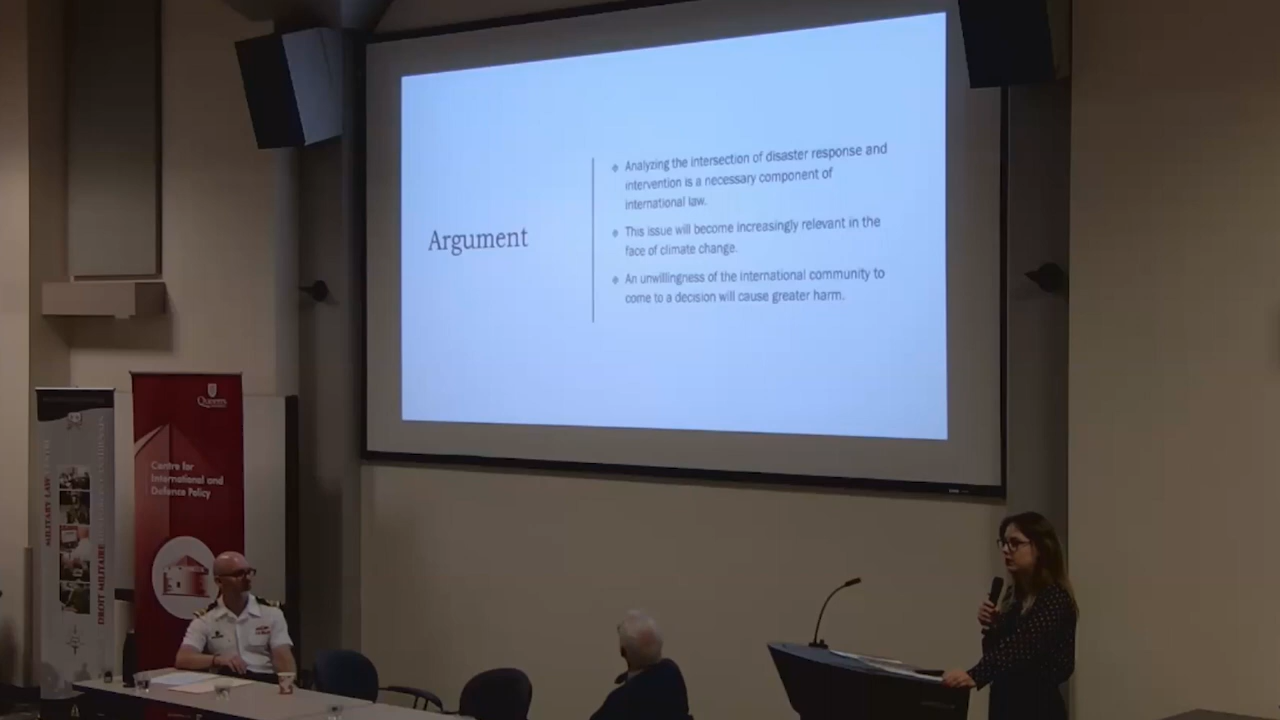 Argument
Analyzing the intersection of disaster response and
intervention is a necessary component of
international law.
This issue will become increasingly relevant in the
face of climate change.
An unwillingness of the international community to
come to a decision will cause greater harm.
Queen's
Centre for
International and
Defence Policy
MILITARY LAW
DROIT MILITAIRE